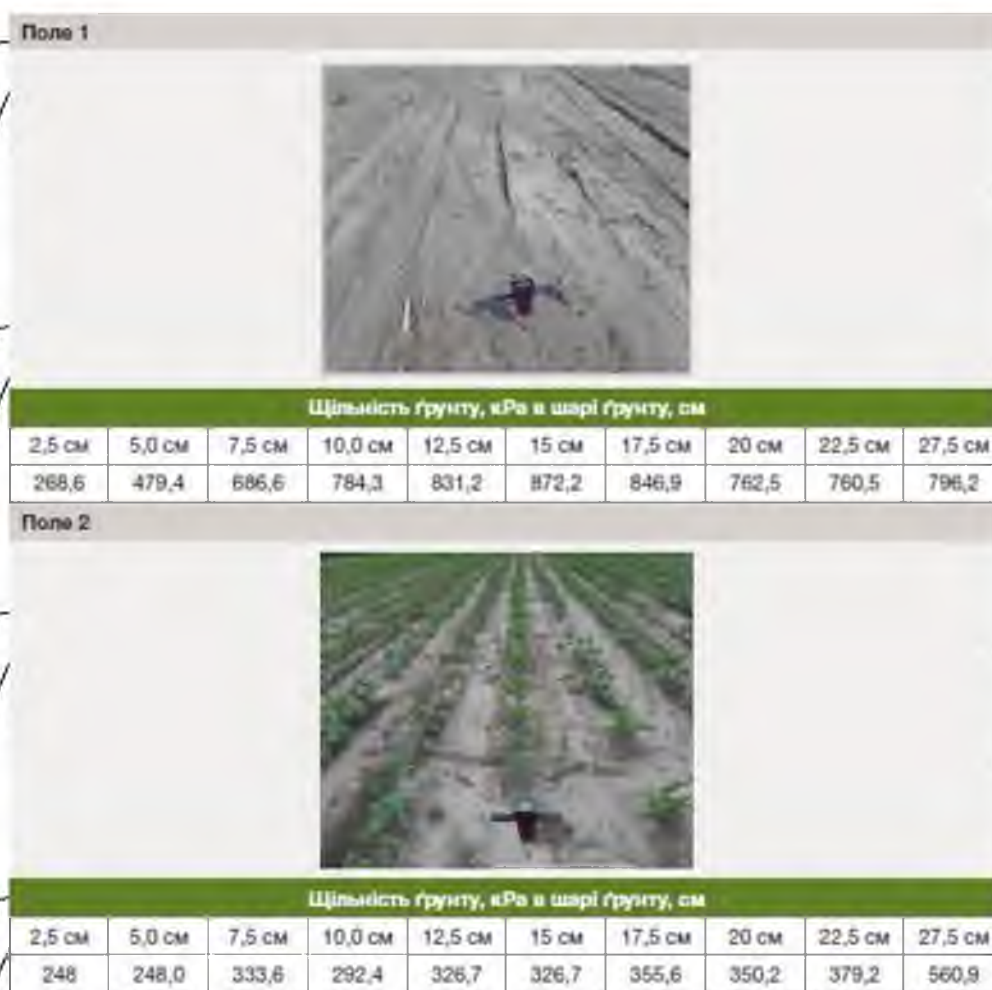 Поле 1
Щільність ґрунту, кРа в шарі ґрунту, см
2,5 см 5,0 см 7,5 см 10,0 см 12,5 см 15 см 17,5 см 20 см 22,5 см 27,5 см
268,6 479,4 686,6 784,3 831,2 872,2 846,9 762,5 760,5 796,2
Поле 2
Щільність ґрунту, кРа в шарі ґрунту, см
2,5 см 5,0 см 7,5 см 10,0 см 12,5 см 15 см 17,5 см 20 см 22,5 см 27,5 см
248 248,0 333,6 292,4 326,7 326,7 355,6 350,2 379,2 560,9